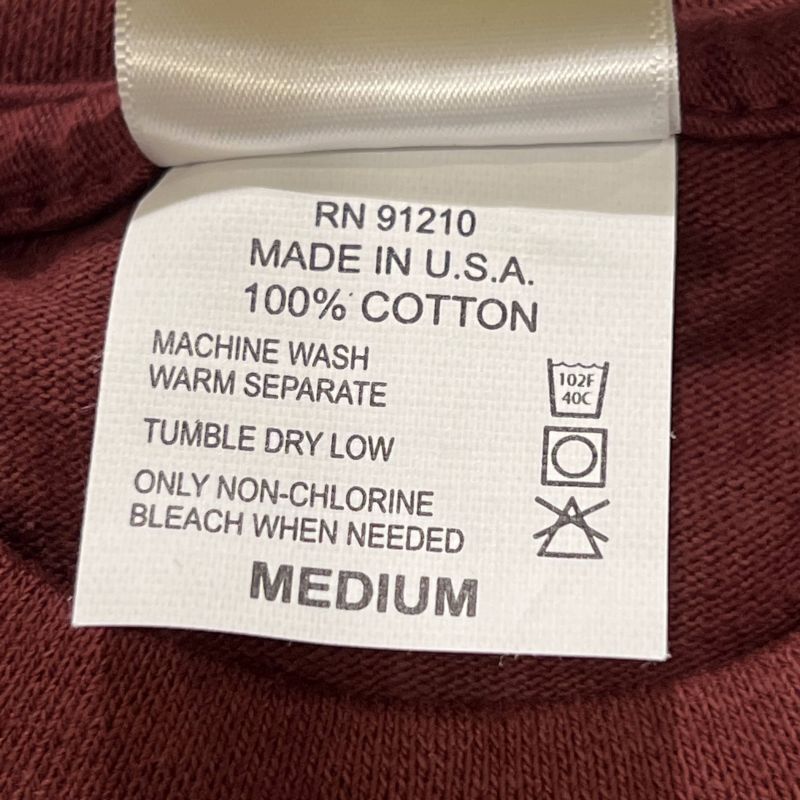 RN 91210
MADE IN U.S.A.
100% COTTON
MACHINE WASH
WARM SEPARATE
102F
40C
TUMBLE DRY LOW
ONLY NON-CHLORINE
BLEACH WHEN NEEDED
MEDIUM